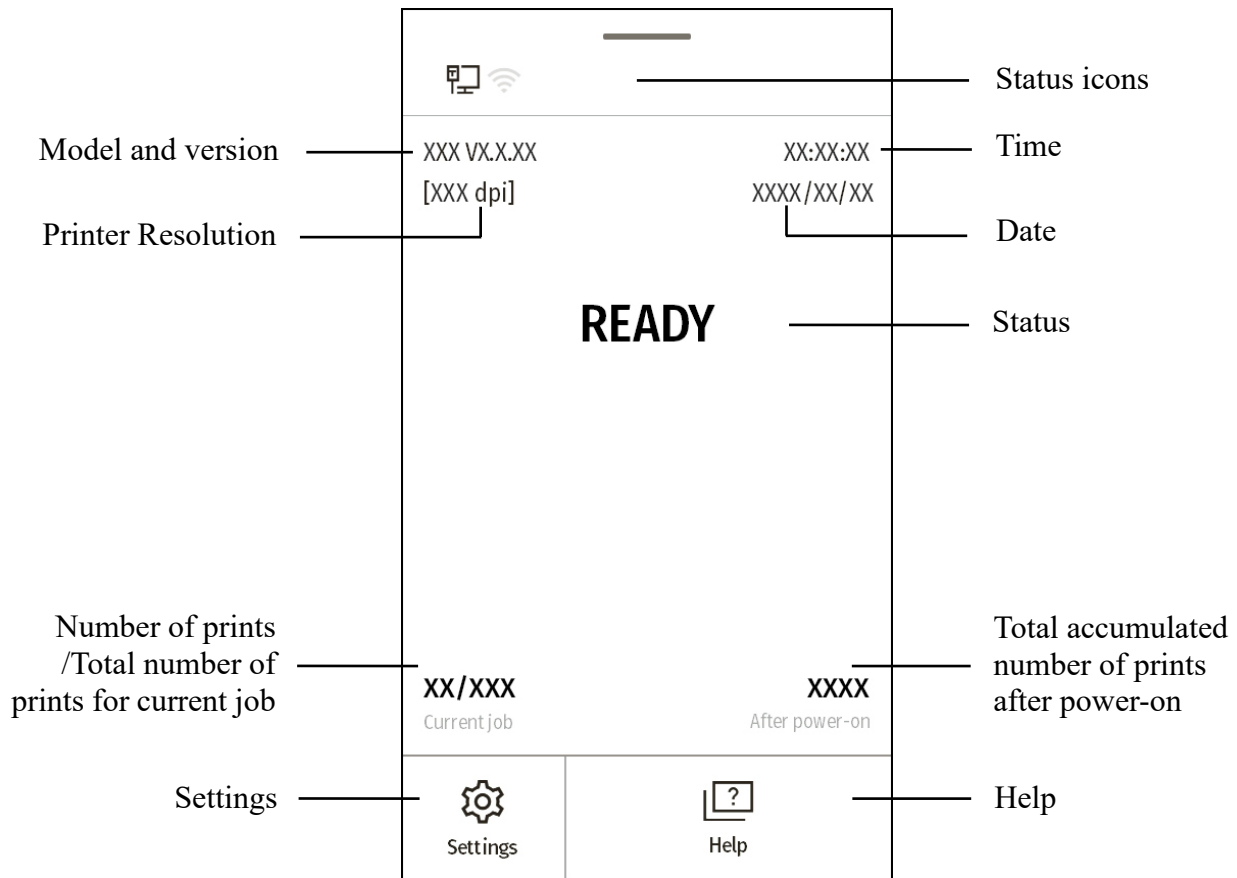 Status icons
Model and version
XXX VX.X.XX
XX:XX:XX
Time
[XXX dpi]
XXXX/XX/XX
Printer Resolution
Date
READY
Status
Number of prints
/Total number of
prints for current job
XX/XXX
Current job
XXXX
After power-on
Total accumulated
number of prints
after power-on
Settings
Settings
?
Help
Help